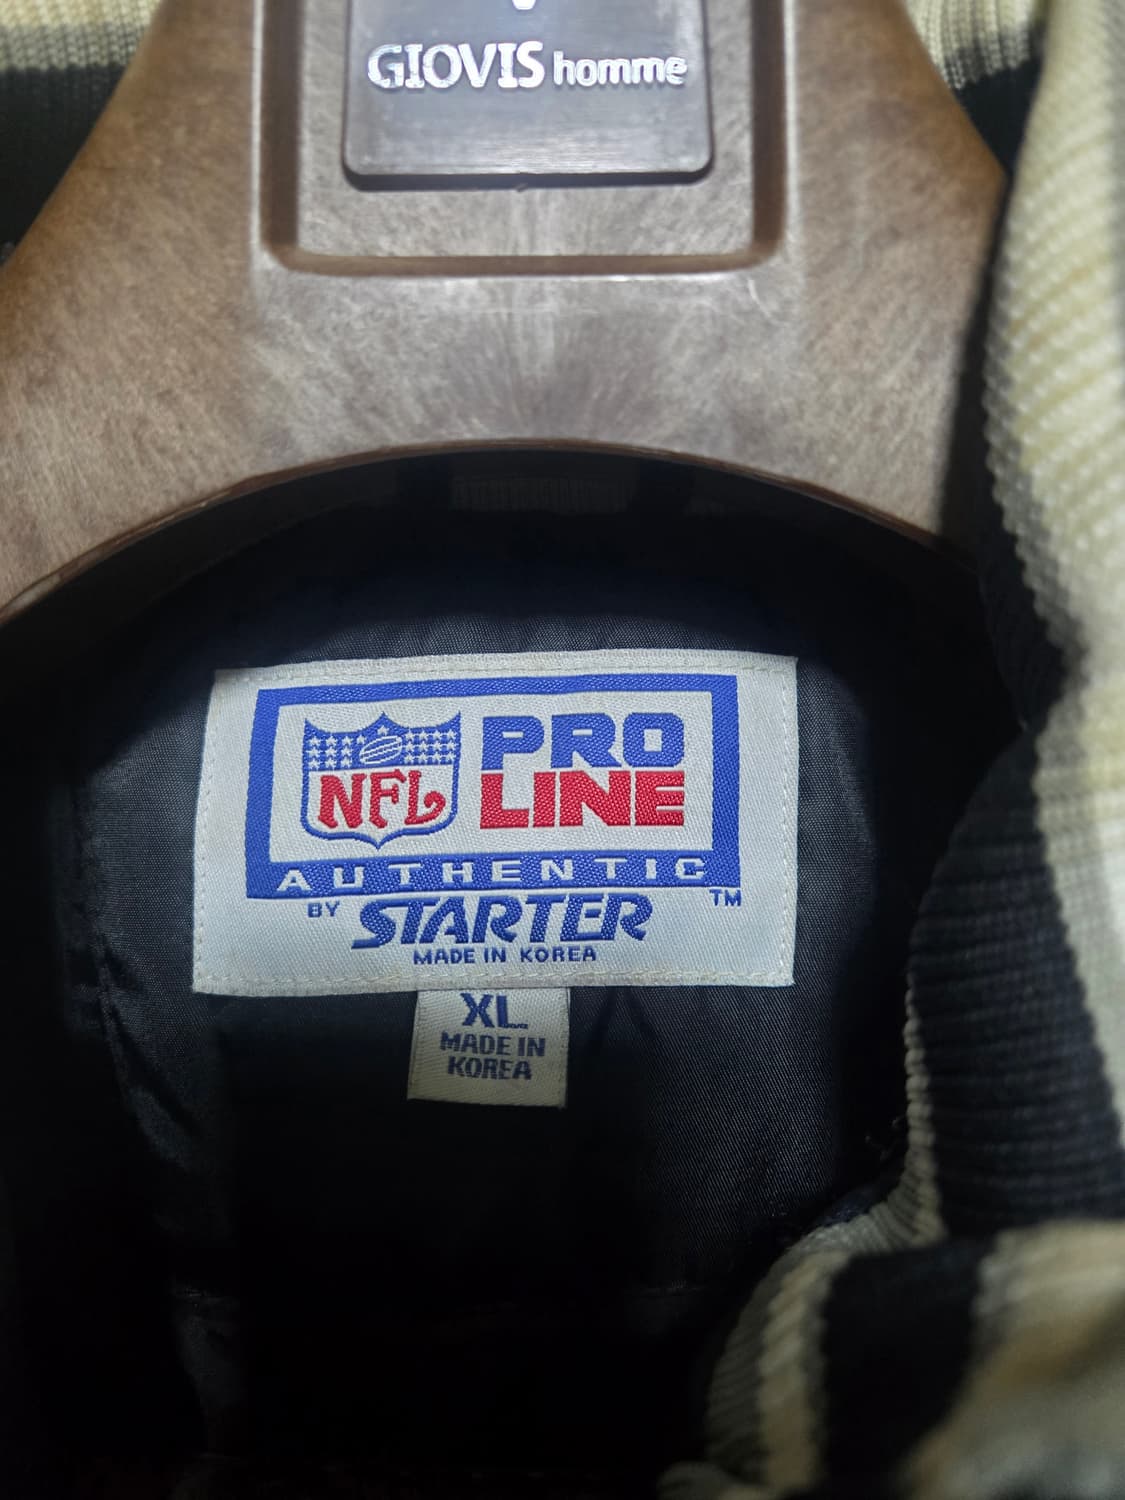 GIOVIS homme
NFL
PRO
LINE
AUTHENTIC
BY STARTER TM
MADE IN KOREA
XL
MADE IN
KOREA